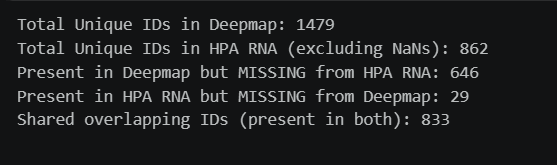 Total Unique IDs in Deepmap: 1479
Total Unique IDs in HPA RNA (excluding NaNs): 862
Present in Deepmap but MISSING from HPA RNA: 646
Present in HPA RNA but MISSING from Deepmap: 29
Shared overlapping IDs (present in both): 833